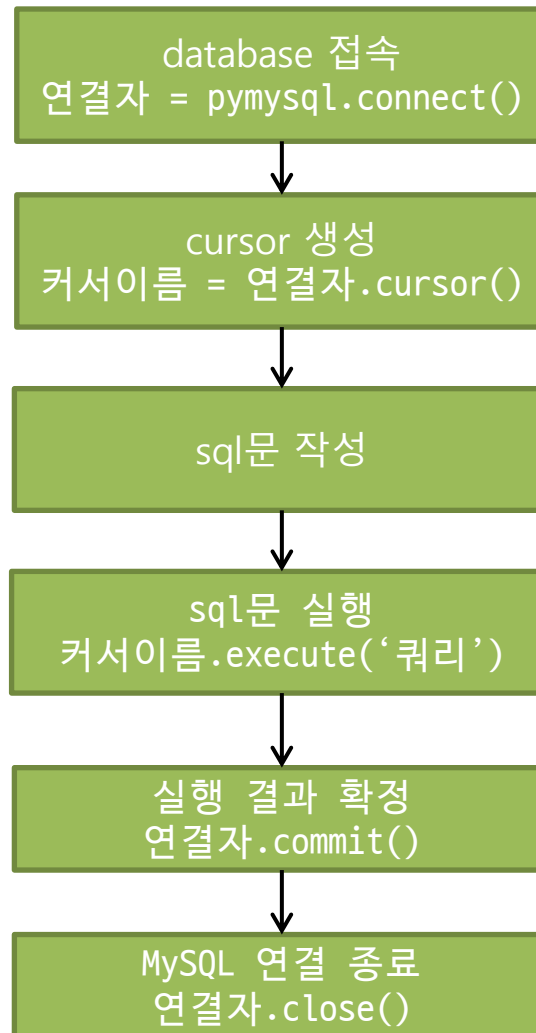 database 접속
연결자 = pymysql.connect()
cursor 생성
커서이름 = 연결자.cursor()
sql문 작성
sql문 실행
커서이름.execute(‘쿼리’)
실행 결과 확정
연결자.commit()
MySQL 연결 종료
연결자.close()